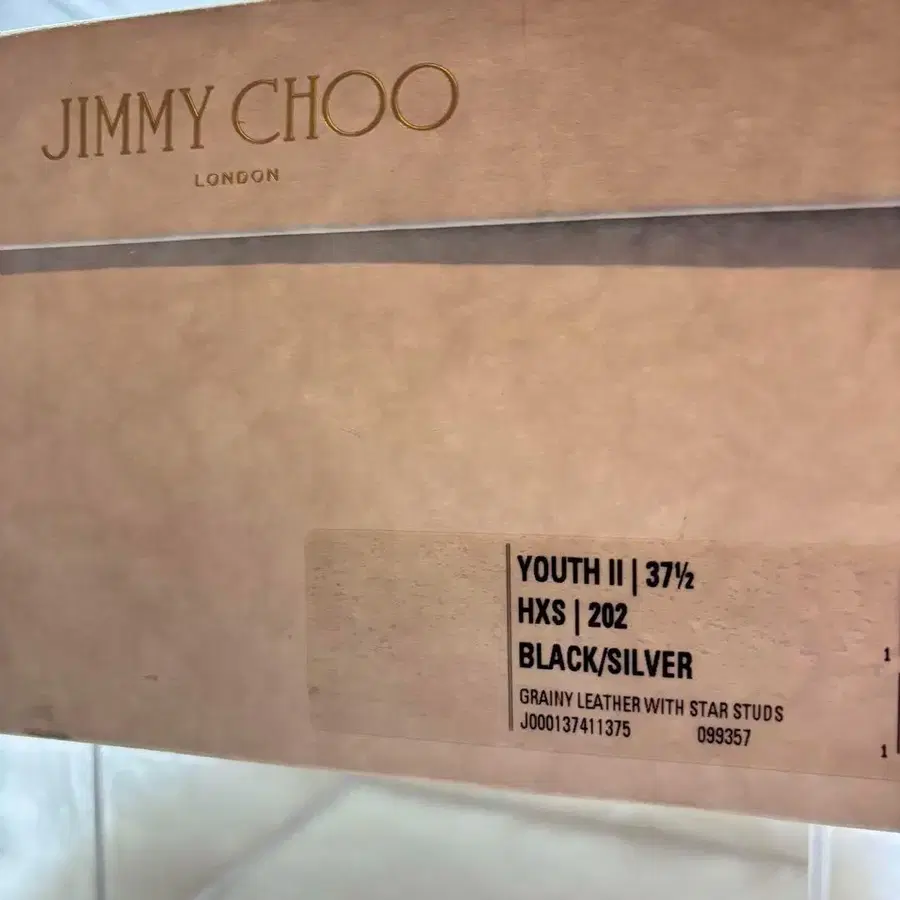 JIMMY CHOO
LONDON
YOUTH II | 37½
HXS | 202
BLACK/SILVER
GRAINY LEATHER WITH STAR STUDS
J000137411375 099357
1
1